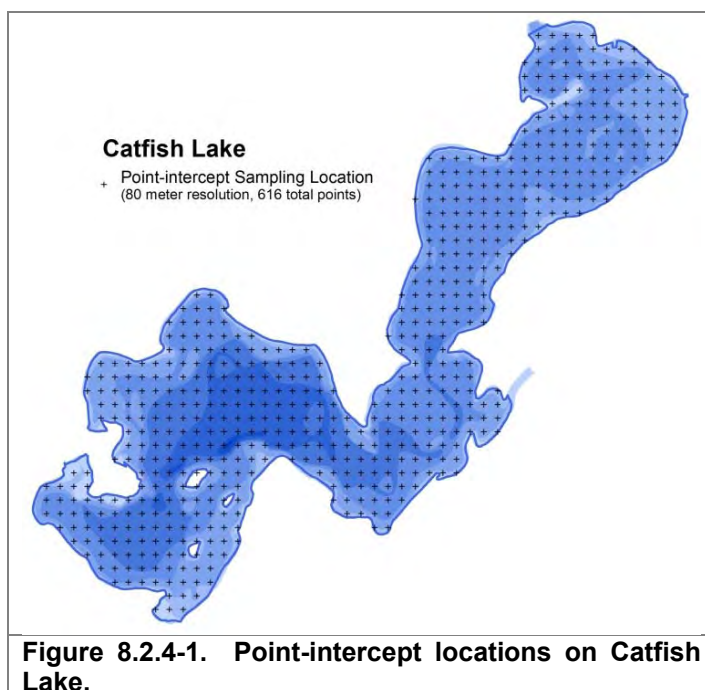 Catfish Lake
+ Point-intercept Sampling Location
(80 meter resolution, 616 total points)
Figure 8.2.4-1. Point-intercept locations on Catfish
Lake.